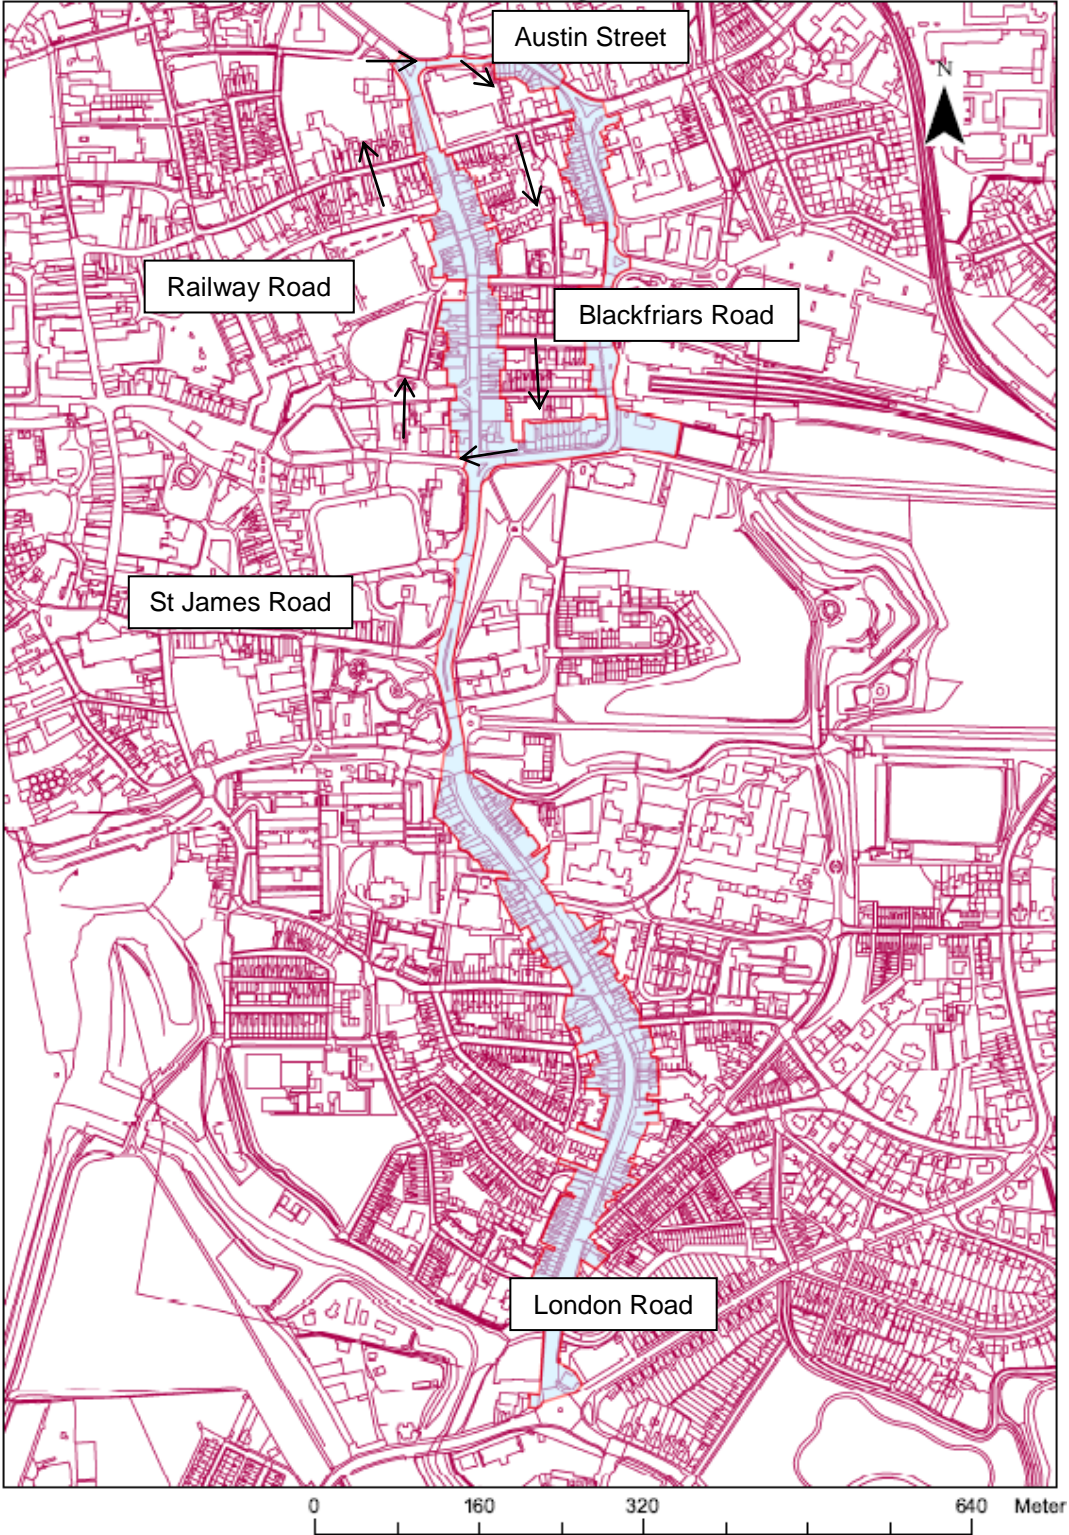 Austin Street
N
Railway Road
Blackfriars Road
St James Road
London Road
0 160 320 640 Meter